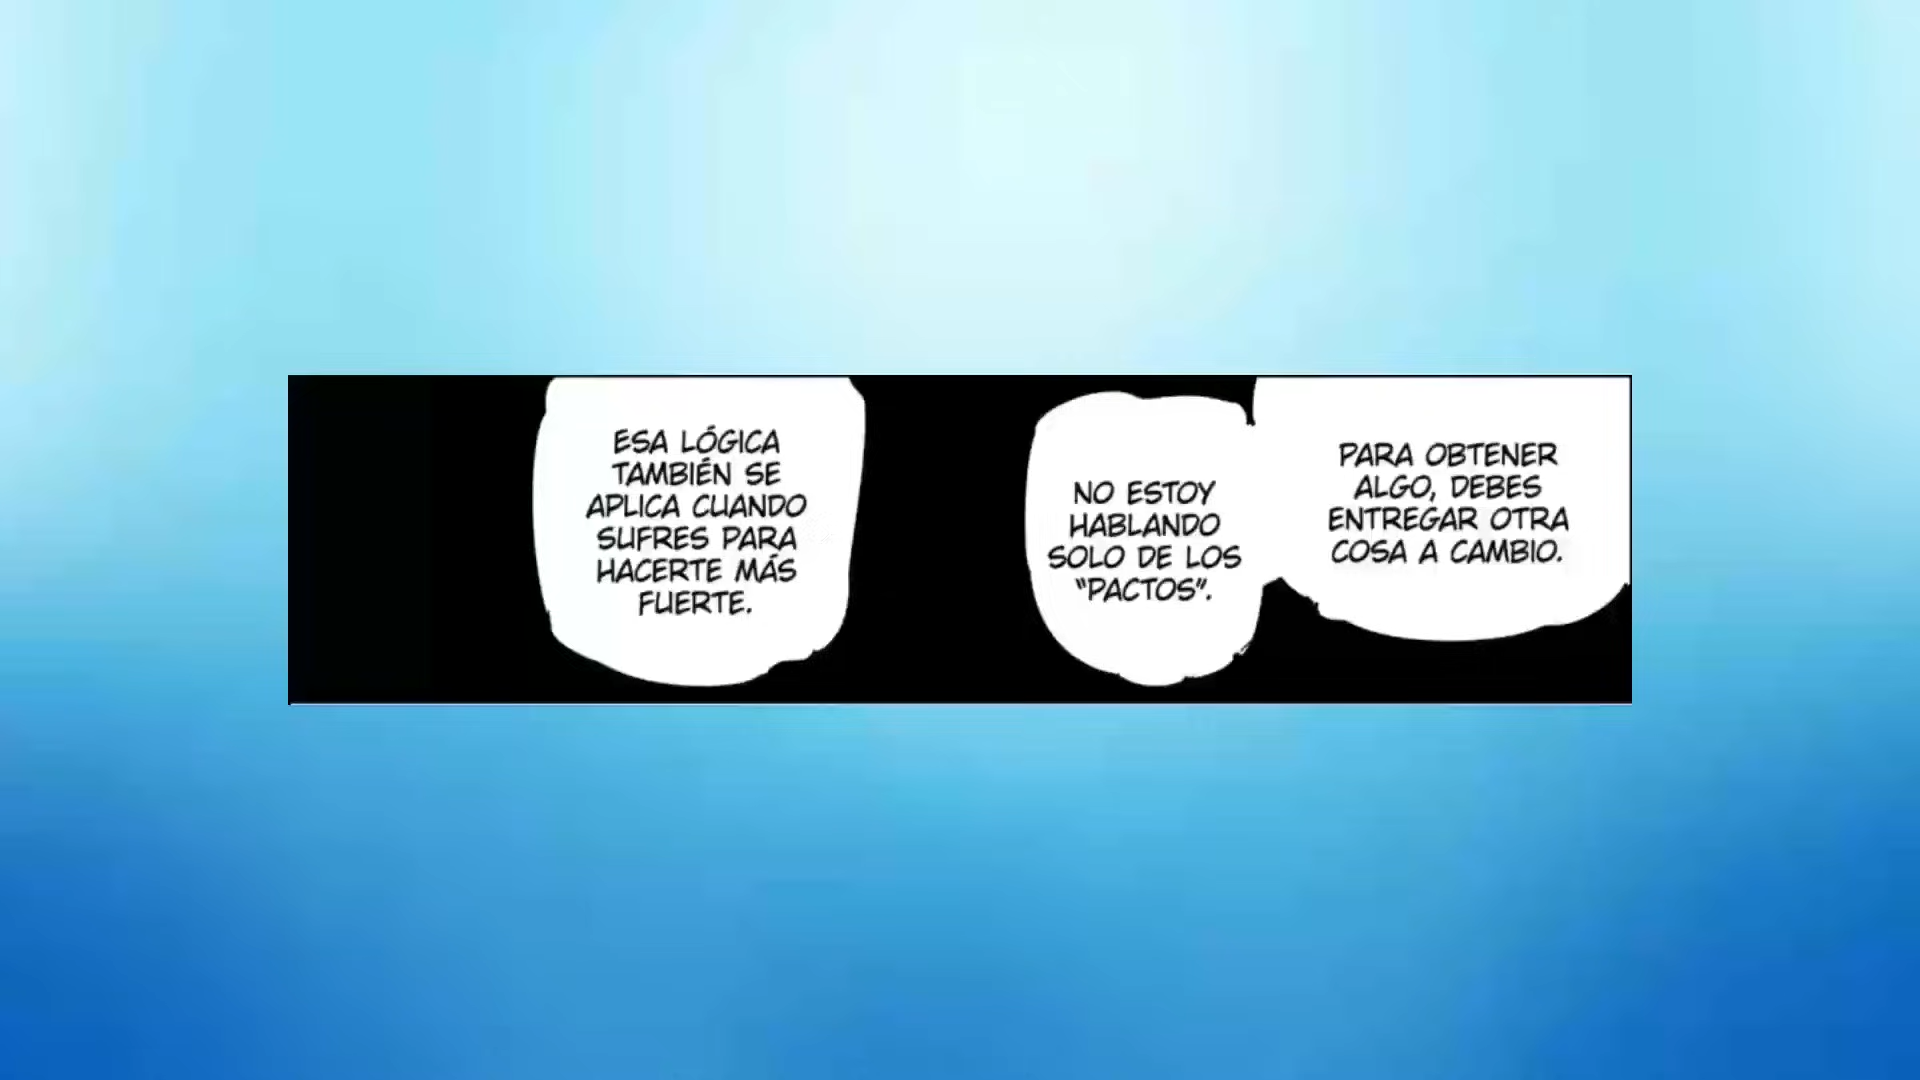 PARA OBTENER
ALGO, DEBES
ENTREGAR OTRA
COSA A CAMBIO.
NO ESTOY
HABLANDO
SOLO DE LOS
"PACTOS".
ESA LÓGICA
TAMBIÉN SE
APLICA CUANDO
SUFRES PARA
HACERTE MÁS
FUERTE.